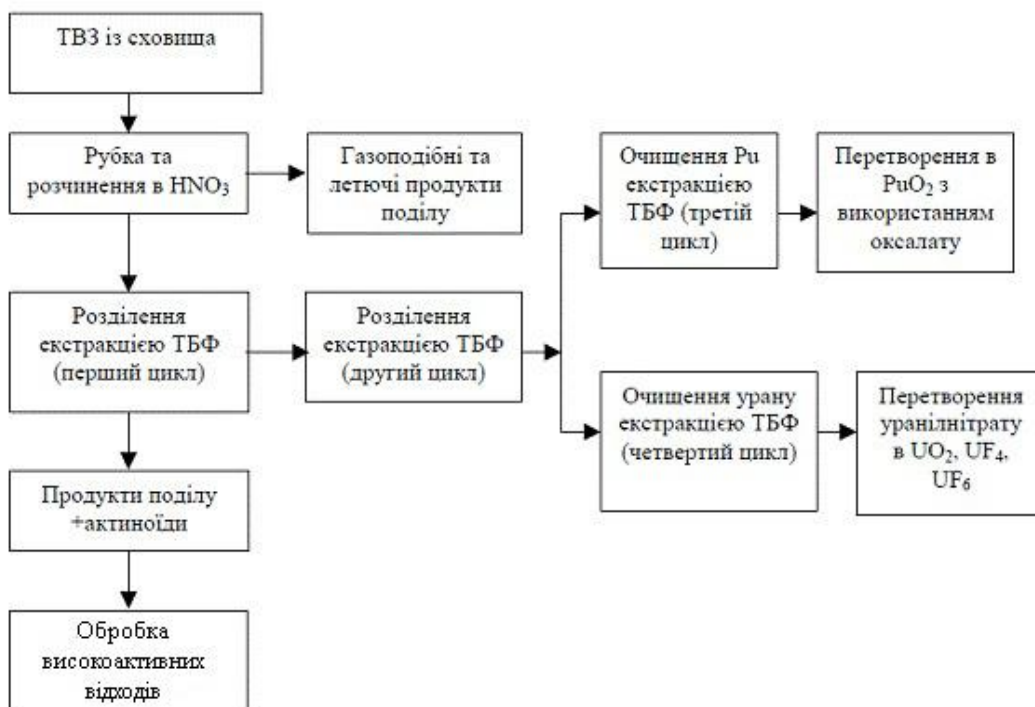 ТВЗ із сховища
Рубка та
розчинення в HNO₃
Газоподібні та
летючі продукти
поділу
Очищення Pu
екстракцією
ТБФ (третій
цикл)
Перетворення в
PuO₂ з
використанням
оксалату
Розділення
екстракцією ТБФ
(перший цикл)
Розділення
екстракцією ТБФ
(другий цикл)
Очищення урану
екстракцією ТБФ
(четвертий цикл)
Перетворення
уранілнітрату
в UO₂, UF₄,
UF₆
Продукти поділу
+актиноїди
Обробка
високоактивних
відходів